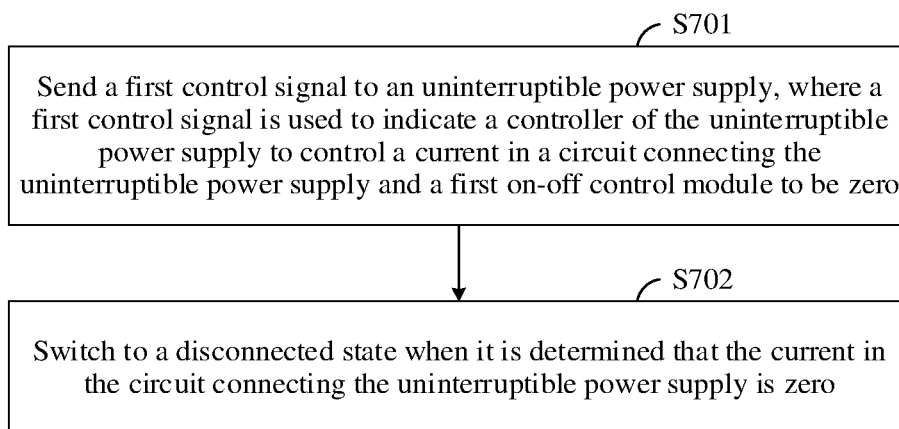 S701
Send a first control signal to an uninterruptible power supply, where a
first control signal is used to indicate a controller of the uninterruptible
power supply to control a current in a circuit connecting the
uninterruptible power supply and a first on-off control module to be zero
S702
Switch to a disconnected state when it is determined that the current in
the circuit connecting the uninterruptible power supply is zero